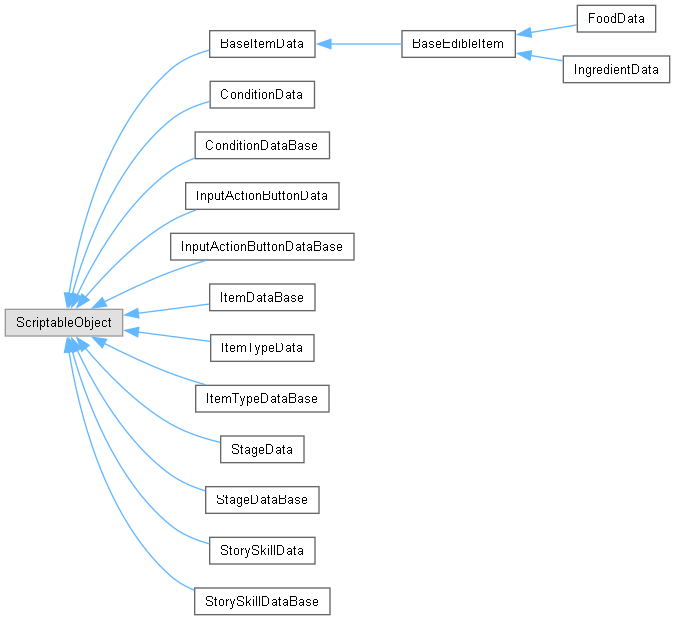 FoodData
BaseItemData
BaseEdibleItem
IngredientData
ConditionData
ConditionDataBase
InputActionButtonData
InputActionButtonDataBase
ItemDataBase
ScriptableObject
ItemTypeData
ItemTypeDataBase
StageData
StageDataBase
StorySkillData
StorySkillDataBase